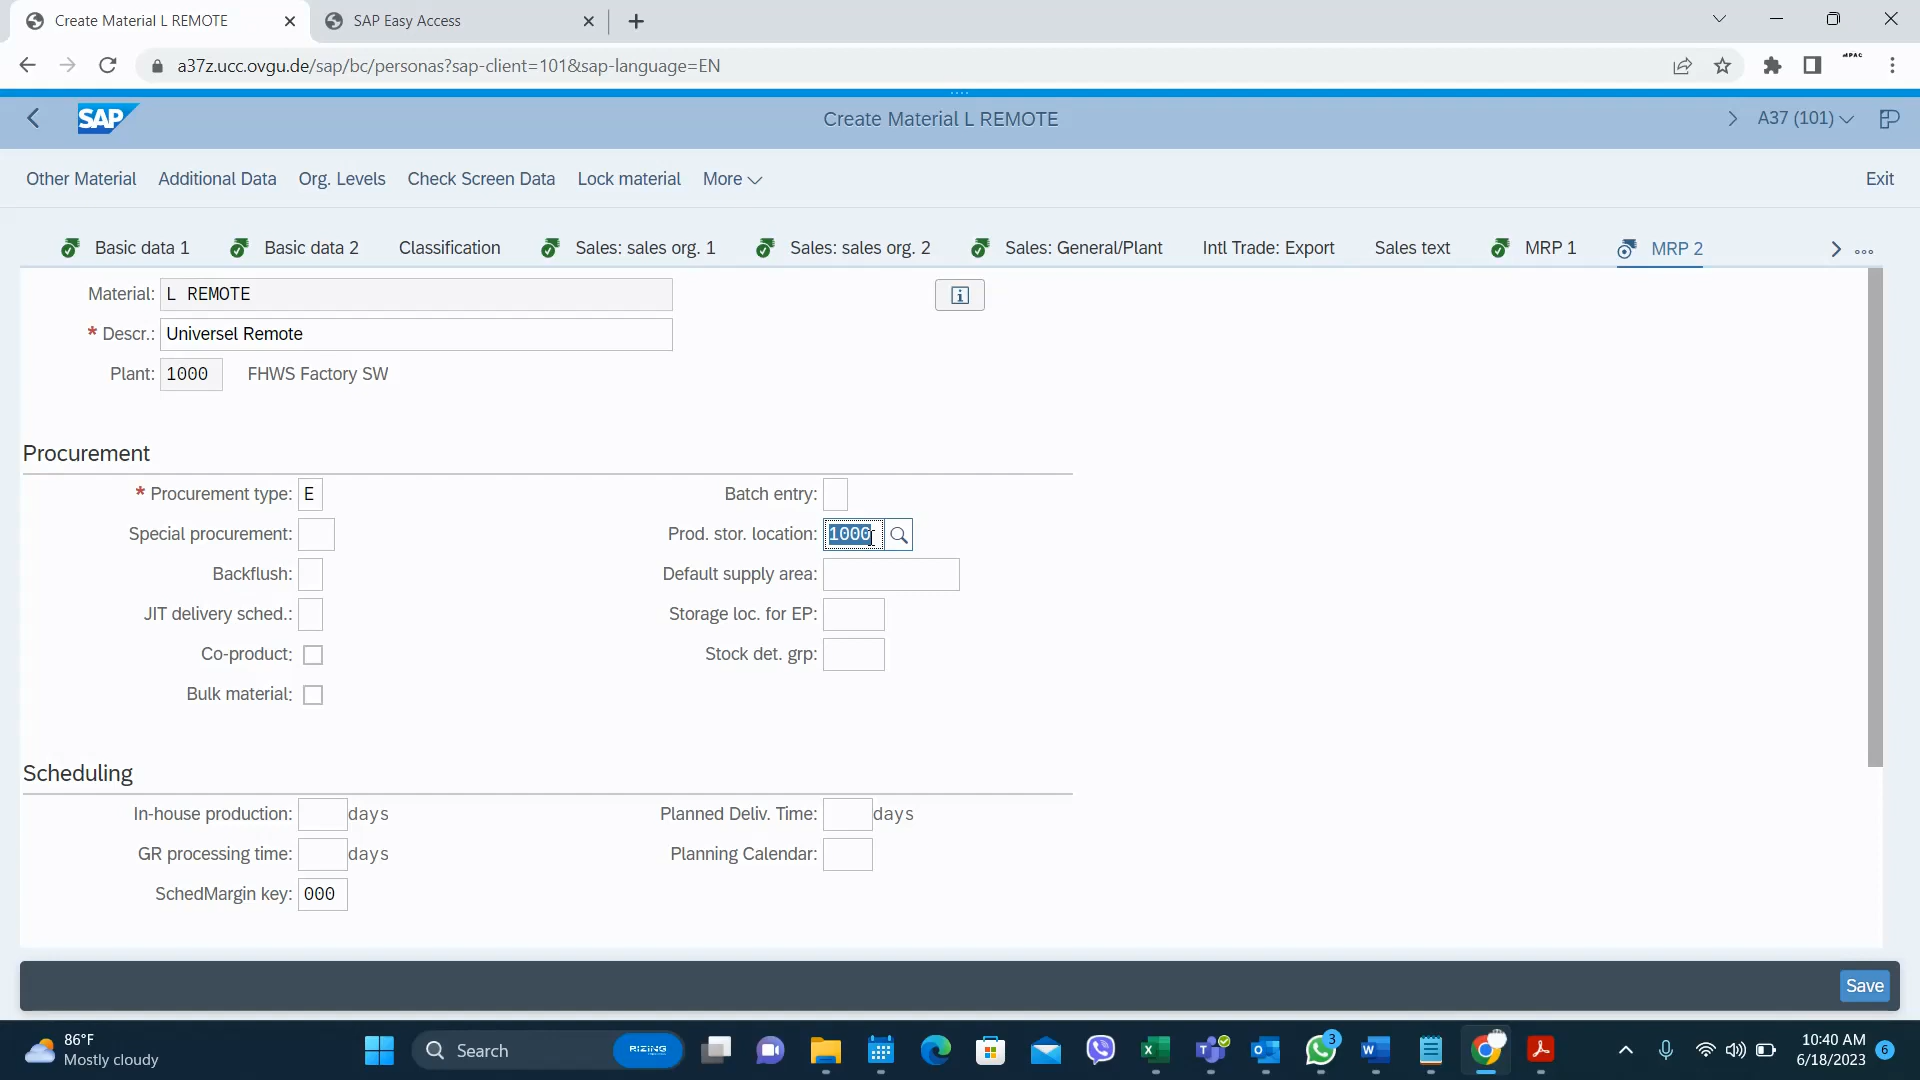 Create Material L REMOTE
SAP Easy Access
a37z.ucc.ovgu.de/sap/bc/personas?sap-client=101&sap-language=EN
SAP
Create Material L REMOTE
A37 (101)
Other Material
Additional Data
Org. Levels
Check Screen Data
Lock material
More
Exit
Basic data 1
Basic data 2
Classification
Sales: sales org. 1
Sales: sales org. 2
Sales: General/Plant
Intl Trade: Export
Sales text
MRP 1
MRP 2
Material: L REMOTE
* Descr.: Universel Remote
Plant: 1000 FHWS Factory SW
Procurement
* Procurement type: E
Batch entry:
Special procurement:
Prod. stor. location: 1000
Backflush:
Default supply area:
JIT delivery sched.:
Storage loc. for EP:
Co-product:
Stock det. grp:
Bulk material:
Scheduling
In-house production: days
Planned Deliv. Time: days
GR processing time: days
Planning Calendar:
SchedMargin key: 000
Save
86°F
Mostly cloudy
Search
RIZING
3
10:40 AM
6/18/2023
6